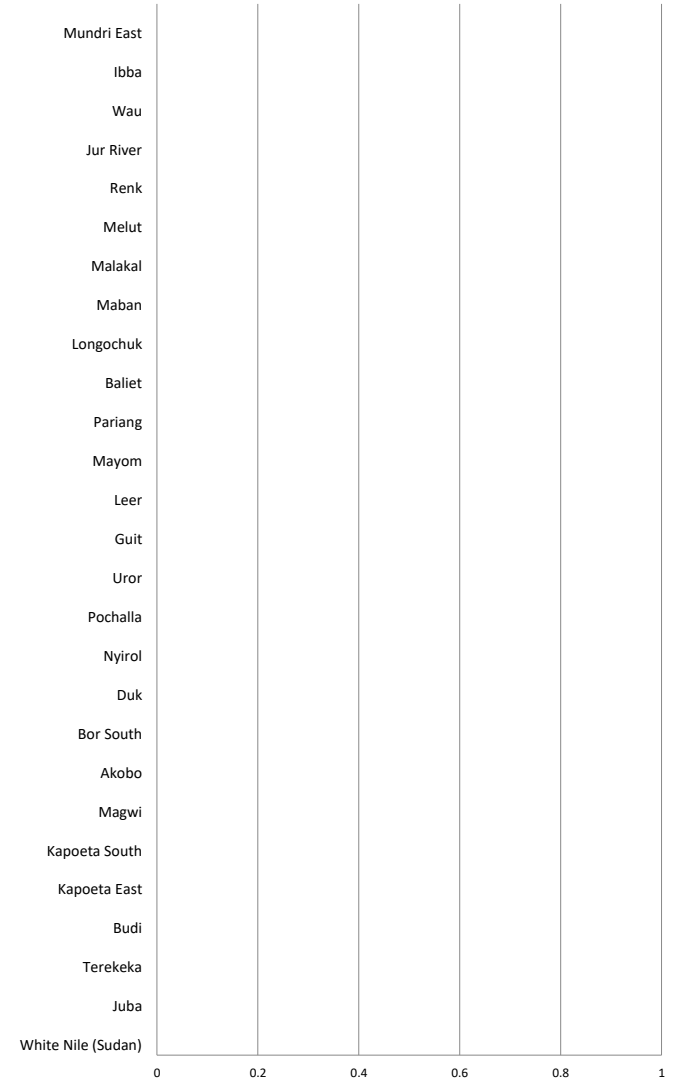 Mundri East
Ibba
Wau
Jur River
Renk
Melut
Malakal
Maban
Longochuk
Baliet
Pariang
Mayom
Leer
Guit
Uror
Pochalla
Nyirol
Duk
Bor South
Akobo
Magwi
Kapoeta South
Kapoeta East
Budi
Terekeka
Juba
White Nile (Sudan)
0 0.2 0.4 0.6 0.8 1